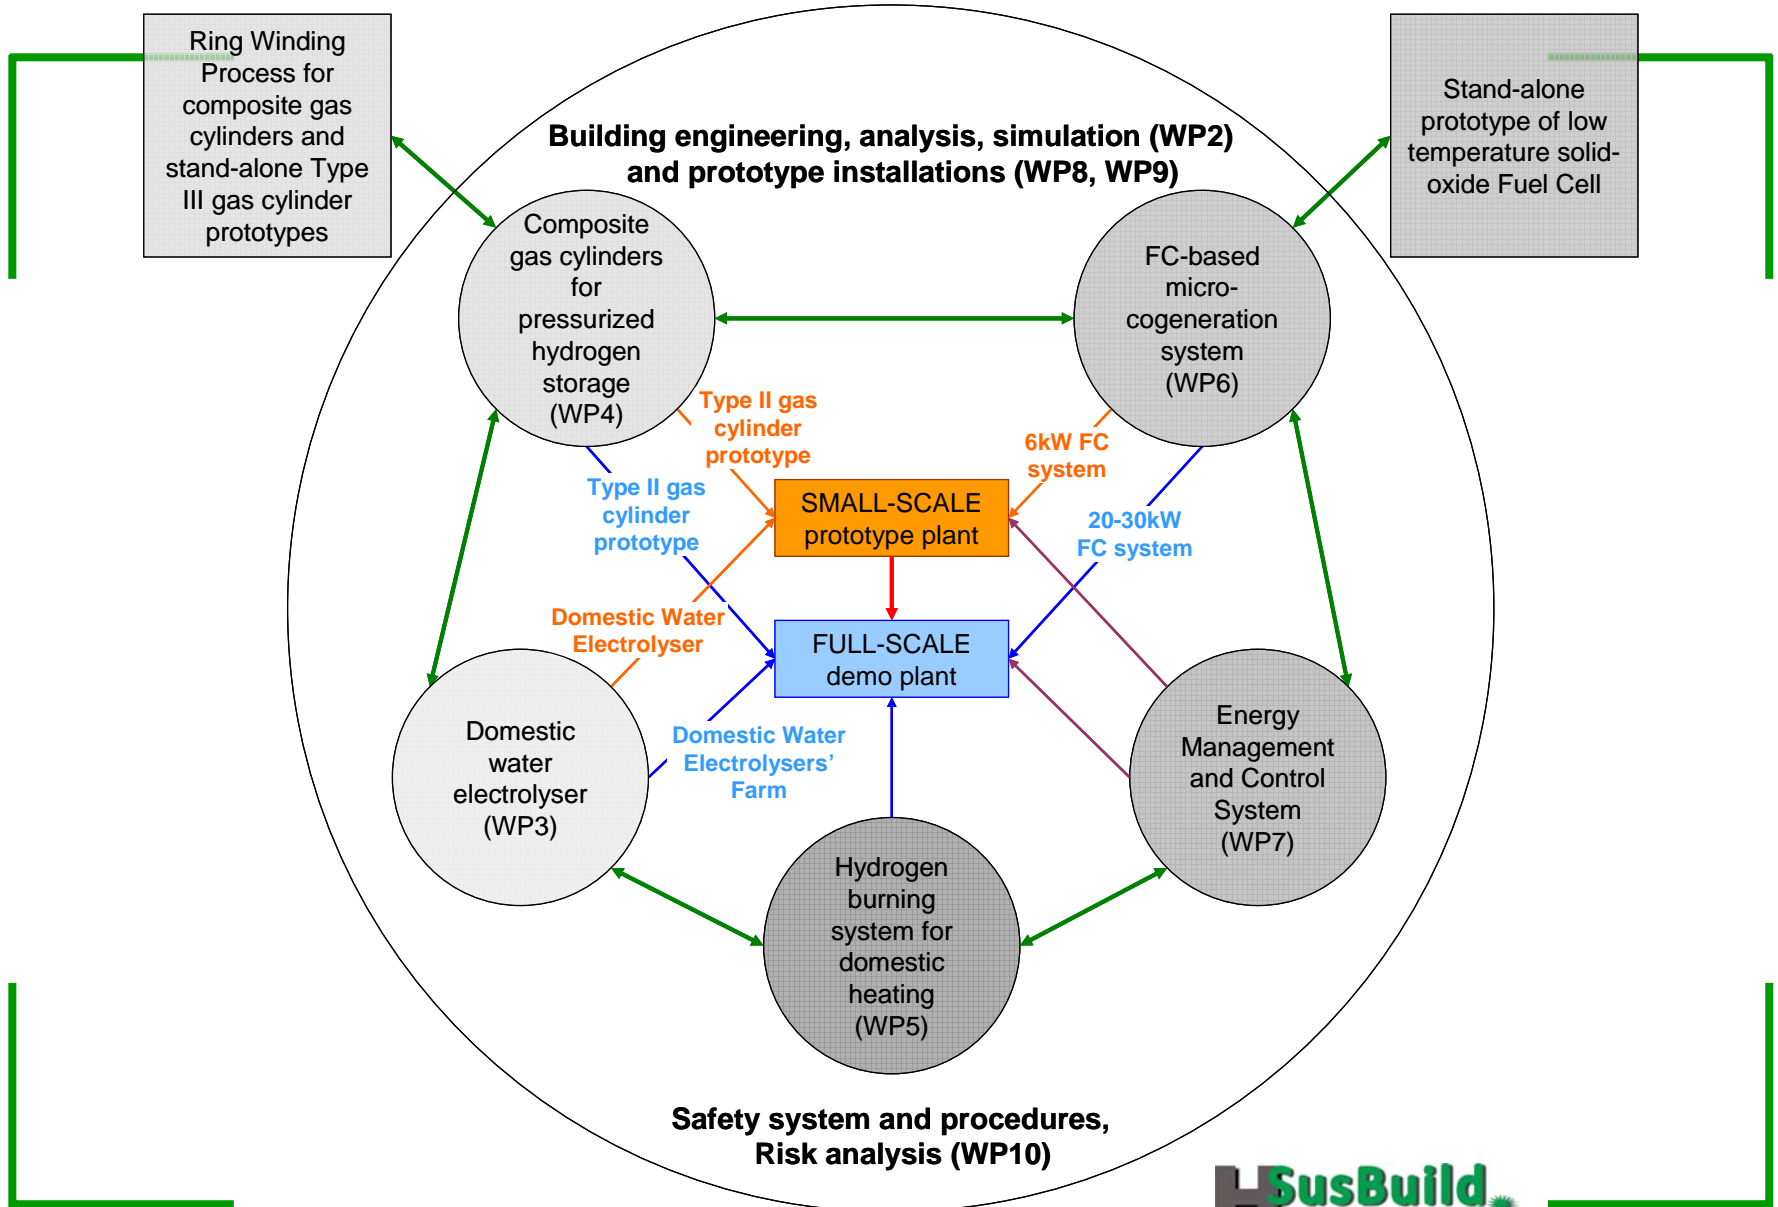 Ring Winding
Process for
composite gas
cylinders and
stand-alone Type
III gas cylinder
prototypes
Building engineering, analysis, simulation (WP2)
and prototype installations (WP8, WP9)
Stand-alone
prototype of low
temperature solid-
oxide Fuel Cell
Composite
gas cylinders
for
pressurized
hydrogen
storage
(WP4)
FC-based
micro-
cogeneration
system
(WP6)
Type II gas
cylinder
prototype
6kW FC
system
Type II gas
cylinder
prototype
SMALL-SCALE
prototype plant
20-30kW
FC system
Domestic Water
Electrolyser
FULL-SCALE
demo plant
Domestic
water
electrolyser
(WP3)
Domestic Water
Electrolysers’
Farm
Energy
Management
and Control
System
(WP7)
Hydrogen
burning
system for
domestic
heating
(WP5)
Safety system and procedures,
Risk analysis (WP10)
H SusBuild